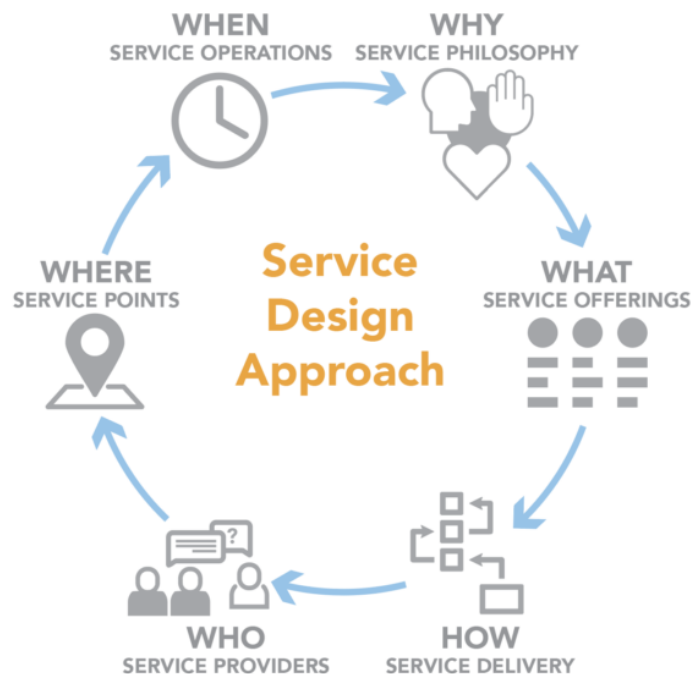 WHEN
SERVICE OPERATIONS
WHY
SERVICE PHILOSOPHY
WHERE
SERVICE POINTS
Service
Design
Approach
WHAT
SERVICE OFFERINGS
?
WHO
SERVICE PROVIDERS
HOW
SERVICE DELIVERY